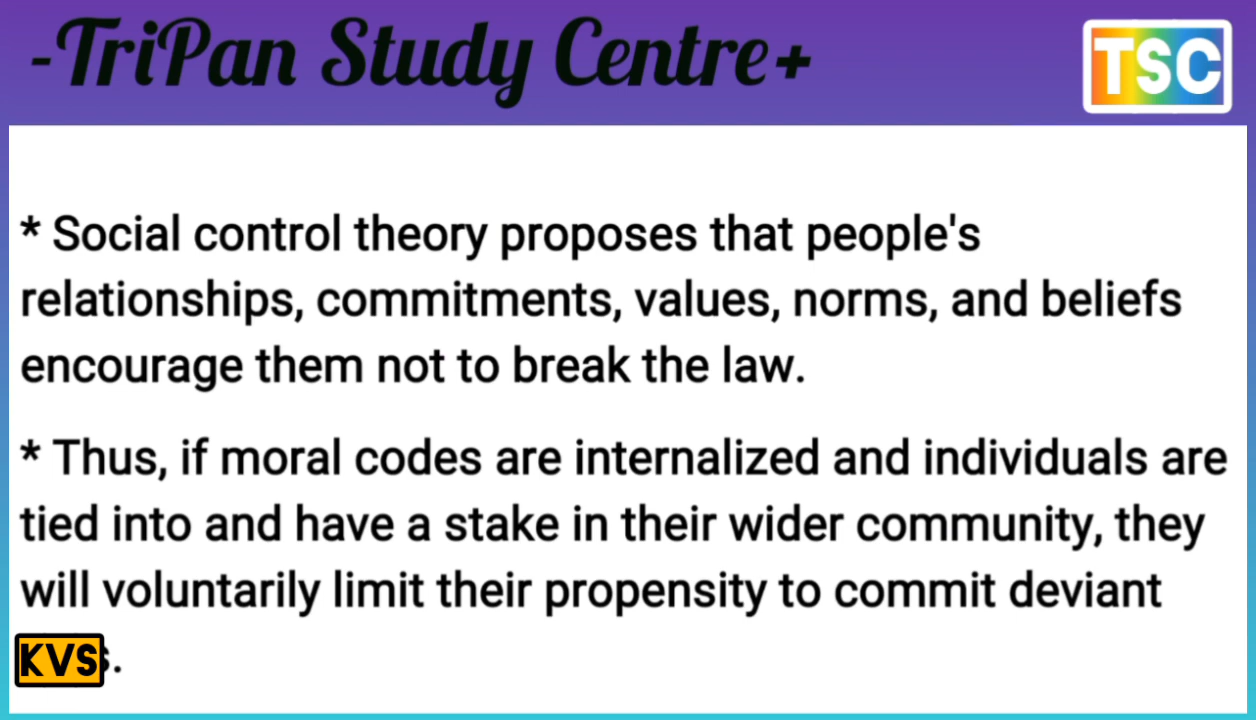 -TriPan Study Centre+
TSC
* Social control theory proposes that people's
relationships, commitments, values, norms, and beliefs
encourage them not to break the law.
* Thus, if moral codes are internalized and individuals are
tied into and have a stake in their wider community, they
will voluntarily limit their propensity to commit deviant
KVS